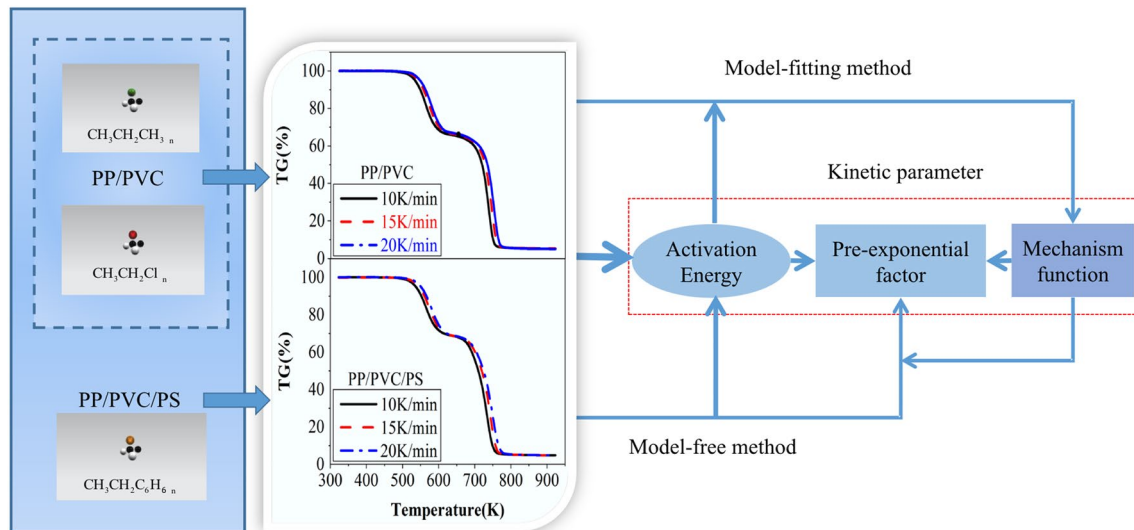 CH₃CH₂CH₃ ₙ
PP/PVC
CH₃CH₂Cl ₙ
PP/PVC/PS
CH₃CH₂C₆H₆ ₙ
TG(%)
100
80
60
40
20
0
PP/PVC
10K/min
15K/min
20K/min
TG(%)
100
80
60
40
20
0
PP/PVC/PS
10K/min
15K/min
20K/min
300 400 500 600 700 800 900
Temperature(K)
Model-fitting method
Kinetic parameter
Activation
Energy
Pre-exponential
factor
Mechanism
function
Model-free method